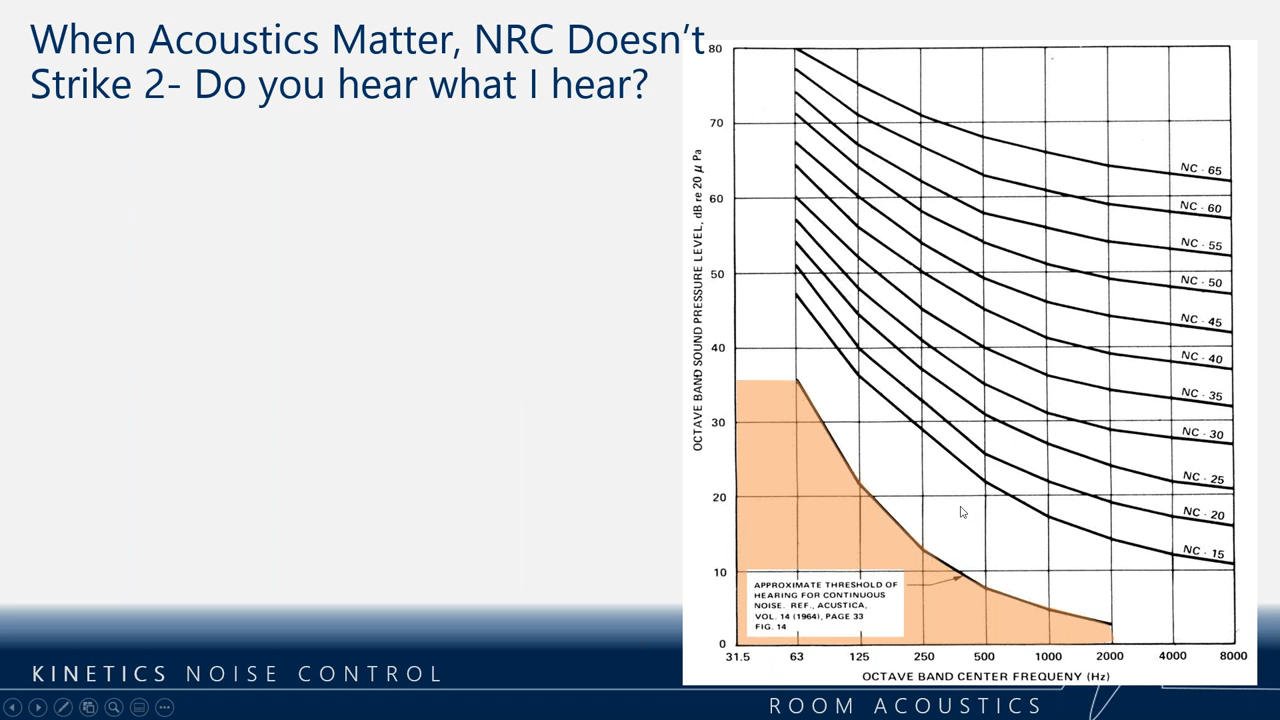 When Acoustics Matter, NRC Doesn’t
Strike 2- Do you hear what I hear?
80
70
60
50
40
30
20
10
0
OCTAVE BAND SOUND PRESSURE LEVEL, dB re 20 μ Pa
NC - 65
NC - 60
NC - 55
NC - 50
NC - 45
NC - 40
NC - 35
NC - 30
NC - 25
NC - 20
NC - 15
APPROXIMATE THRESHOLD OF
HEARING FOR CONTINUOUS
NOISE. REF., ACUSTICA,
VOL. 14 (1964), PAGE 33
FIG. 14
31.5 63 125 250 500 1000 2000 4000 8000
OCTAVE BAND CENTER FREQUENY (Hz)
KINETICS NOISE CONTROL
ROOM ACOUSTICS